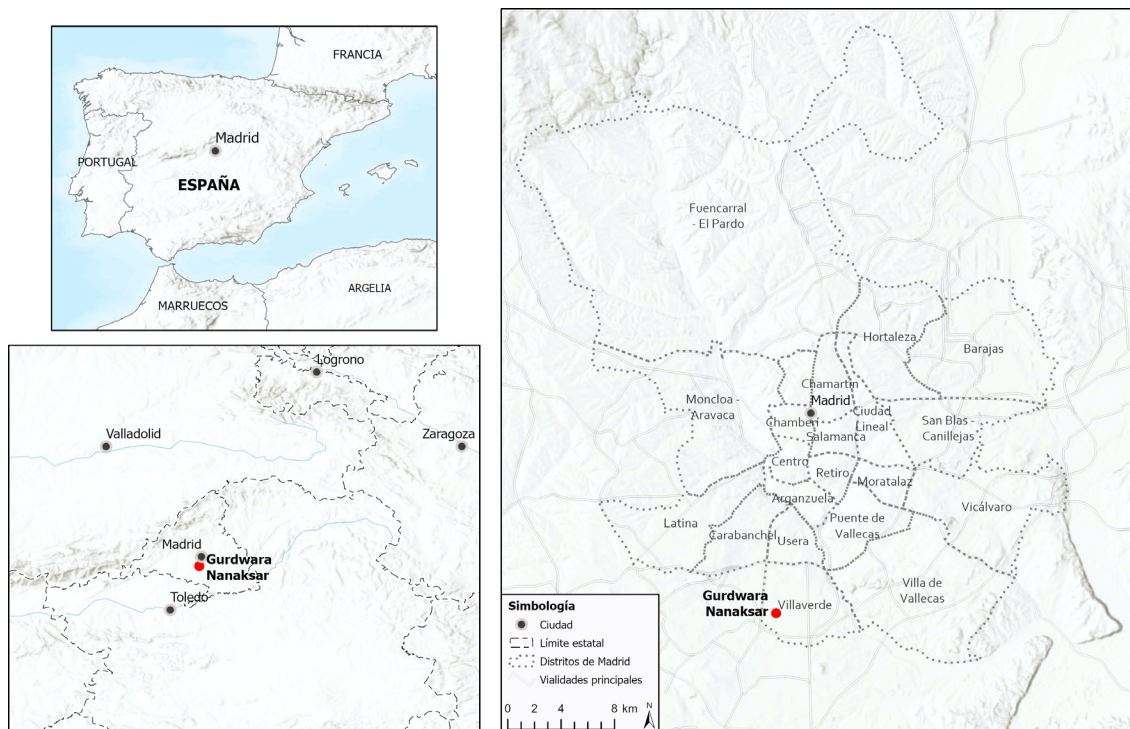 FRANCIA
Madrid
PORTUGAL
ESPAÑA
MARRUECOS
ARGELIA
Logrono
Valladolid
Zaragoza
Madrid
Gurdwara
Nanaksar
Toledo
Fuencarral
- El Pardo
Hortaleza
Barajas
Chamartín
Moncloa -
Aravaca
Madrid
Chamberí
Ciudad
Lineal
San Blas -
Canillejas
Salamanca
Centro
Retiro
Moratalaz
Arganzuela
Vicálvaro
Latina
Carabanchel
Usera
Puente de
Vallecas
Villa de
Vallecas
Gurdwara
Nanaksar
Villaverde
Simbología
Ciudad
Límite estatal
Distritos de Madrid
Vialidades principales
0 2 4 8 km
N